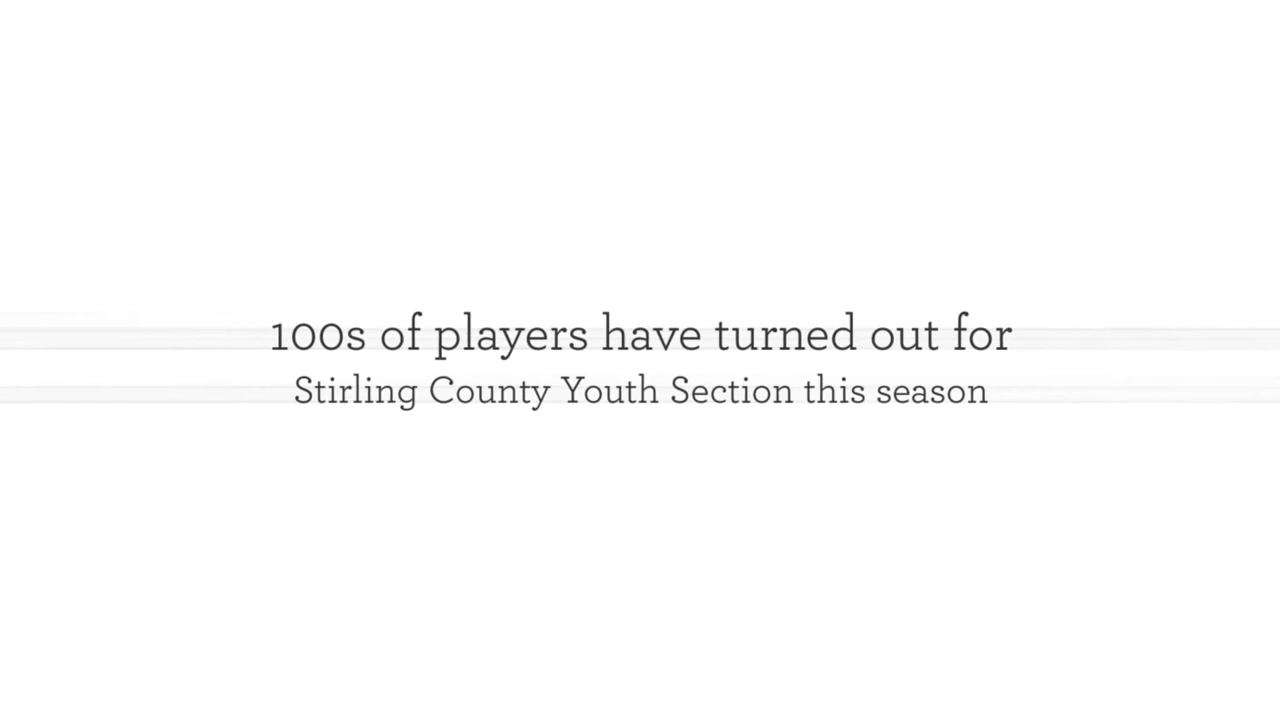 100s of players have turned out for
Stirling County Youth Section this season